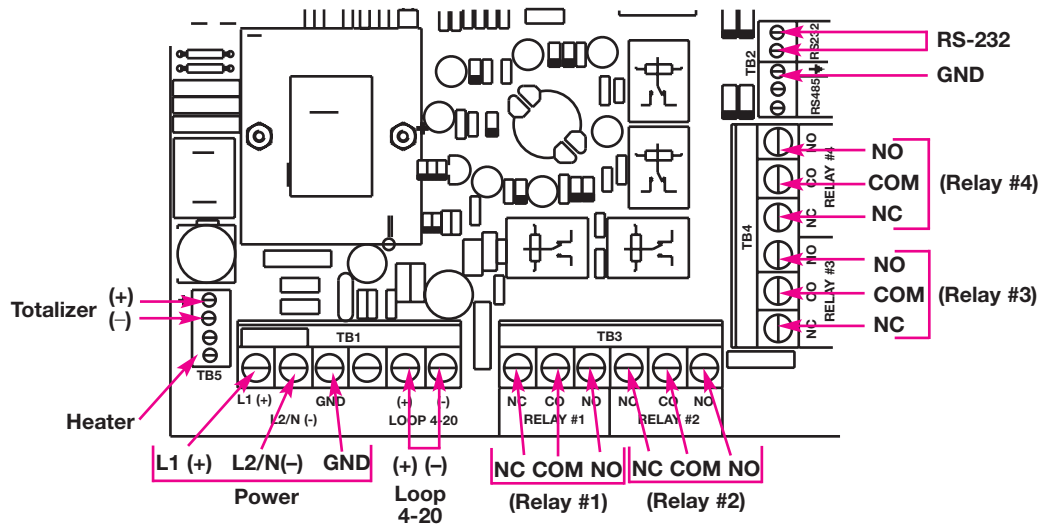 TB2
RS232
RS485
RS-232
GND
NO
CO
NC
RELAY #4
NO
COM
NC
(Relay #4)
TB4
NO
CO
NC
RELAY #3
NO
COM
NC
(Relay #3)
Totalizer (+)
(–)
TB5
Heater
TB1
L1 (+)
L2/N (-)
GND
(+)
(-)
LOOP 4-20
TB3
NC CO NO NC CO NO
RELAY #1 RELAY #2
L1 (+) L2/N(–) GND
Power
(+) (–)
Loop
4-20
NC COM NO
(Relay #1)
NC COM NO
(Relay #2)